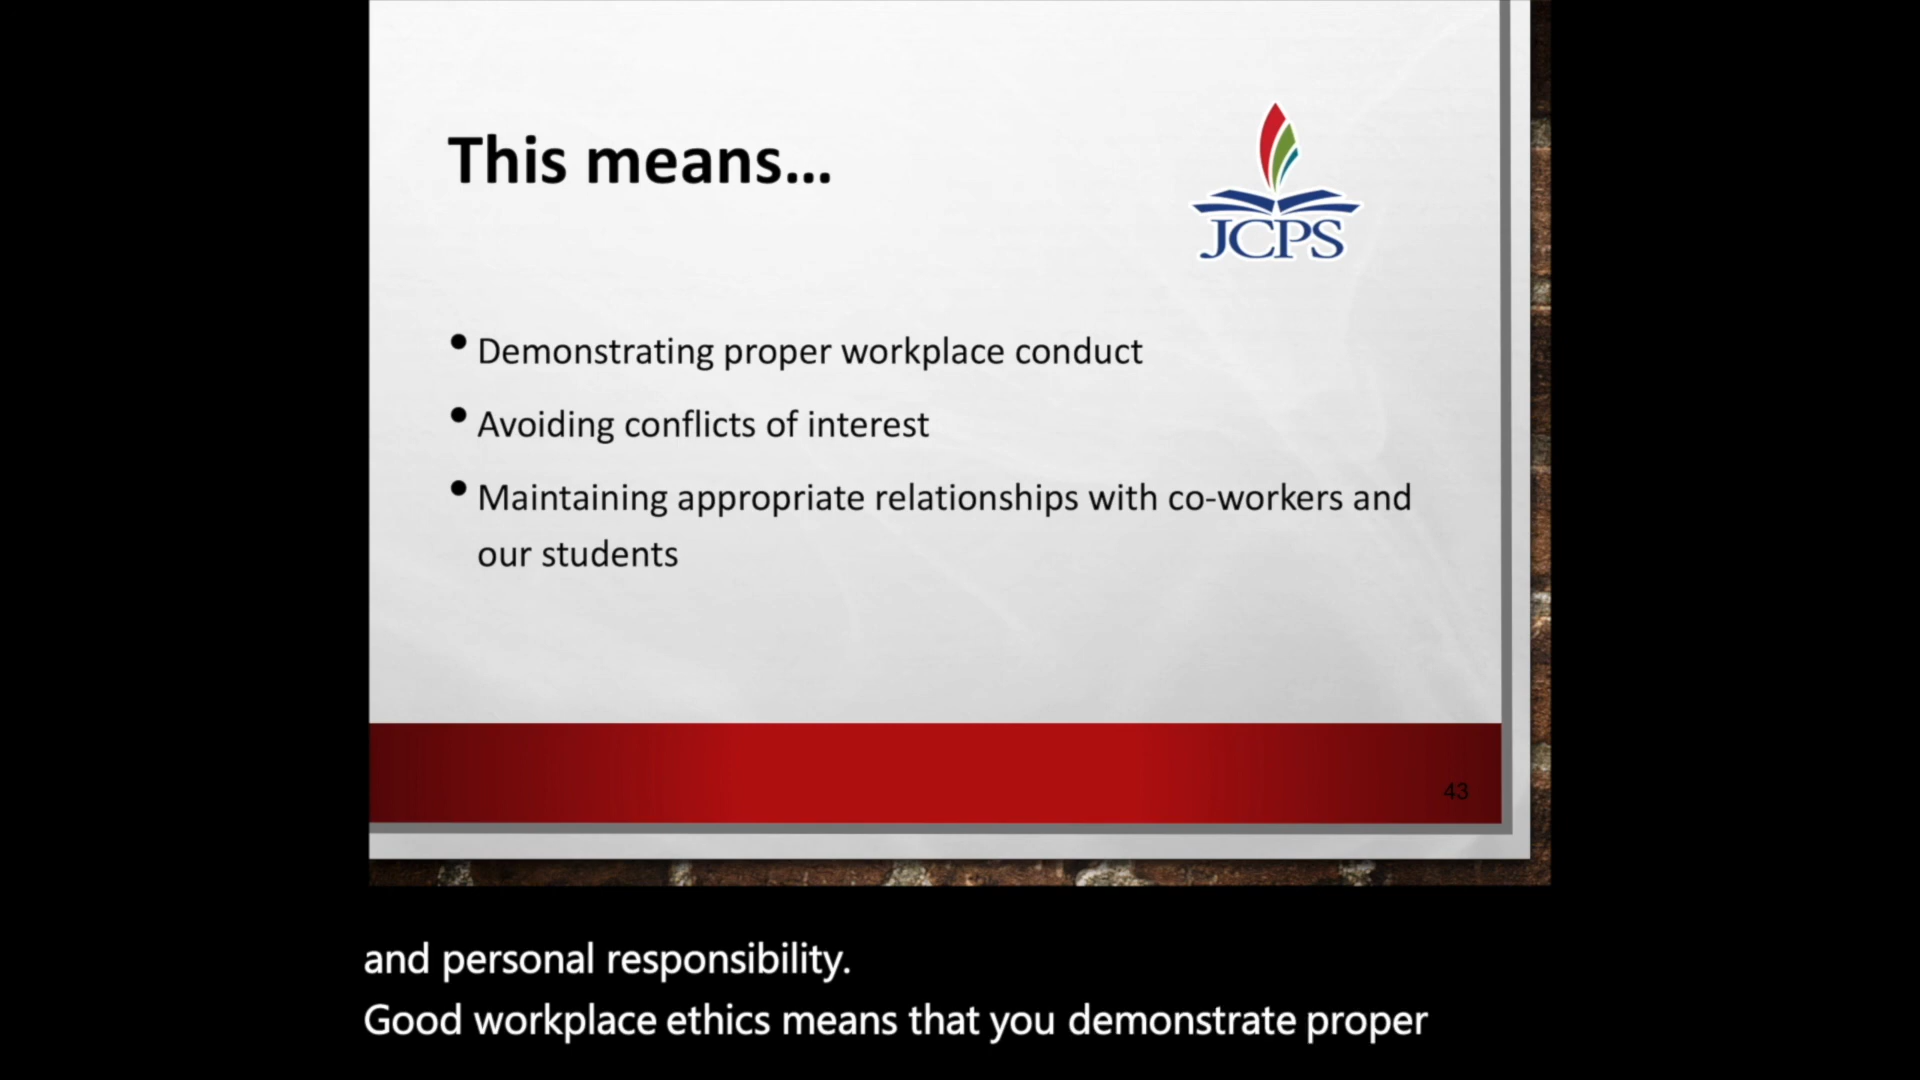 This means...
JCPS
• Demonstrating proper workplace conduct
• Avoiding conflicts of interest
• Maintaining appropriate relationships with co-workers and
our students
43
and personal responsibility.
Good workplace ethics means that you demonstrate proper